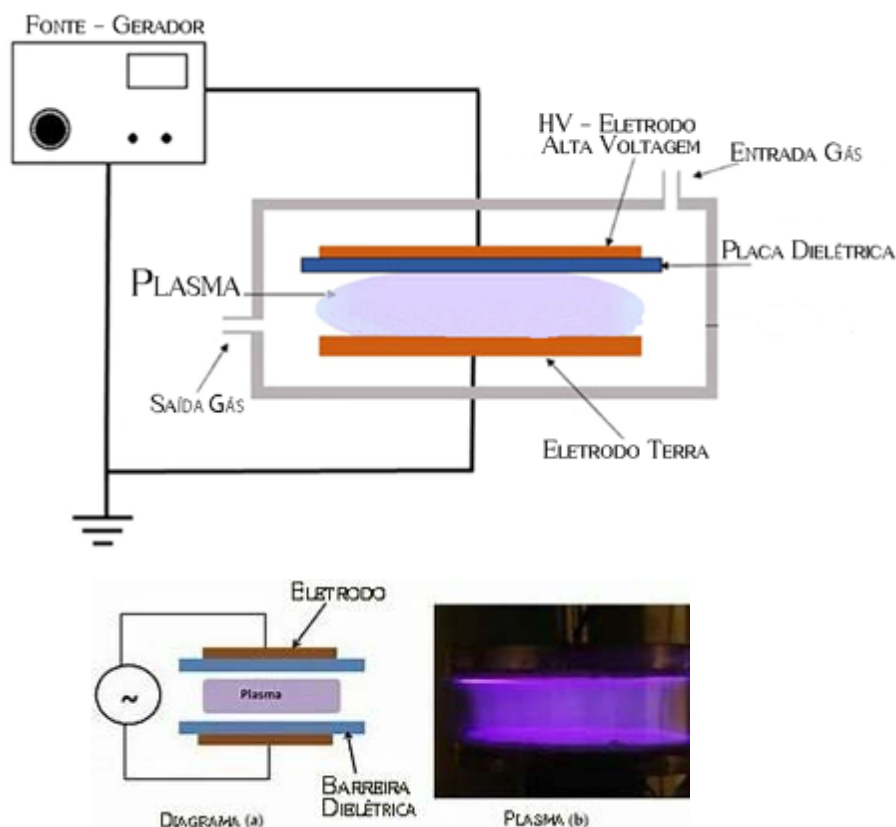 Fonte – Gerador
HV – Eletrodo
Alta Voltagem
Entrada Gás
Placa Dielétrica
Plasma
Saída Gás
Eletrodo Terra
Eletrodo
~
Plasma
Barreira
Dielétrica
Diagrama (a)
Plasma (b)